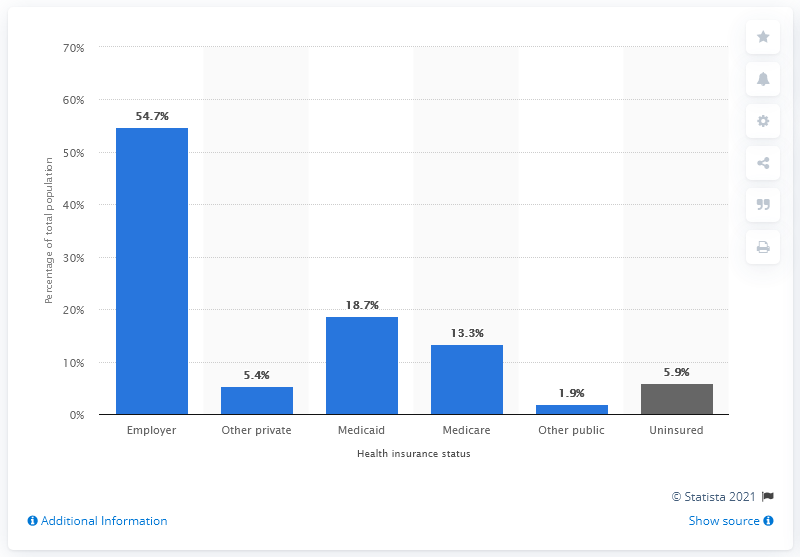 70%
60%
50%
40%
30%
20%
10%
0%
Percentage of total population
54.7%
5.4%
18.7%
13.3%
1.9%
5.9%
Employer
Other private
Medicaid
Medicare
Other public
Uninsured
Health insurance status
© Statista 2021
Additional Information
Show source